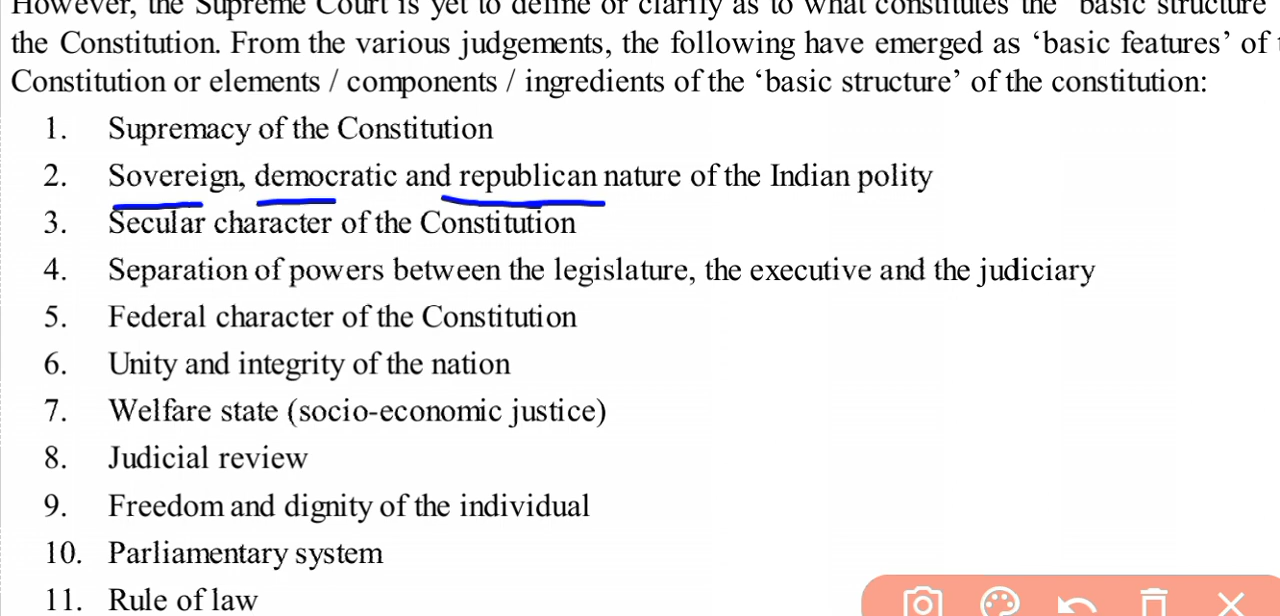 However, the Supreme Court is yet to define or clarify as to what constitutes the ‘basic structure’
the Constitution. From the various judgements, the following have emerged as ‘basic features’ of
Constitution or elements / components / ingredients of the ‘basic structure’ of the constitution:
1. Supremacy of the Constitution
2. Sovereign, democratic and republican nature of the Indian polity
3. Secular character of the Constitution
4. Separation of powers between the legislature, the executive and the judiciary
5. Federal character of the Constitution
6. Unity and integrity of the nation
7. Welfare state (socio-economic justice)
8. Judicial review
9. Freedom and dignity of the individual
10. Parliamentary system
11. Rule of law